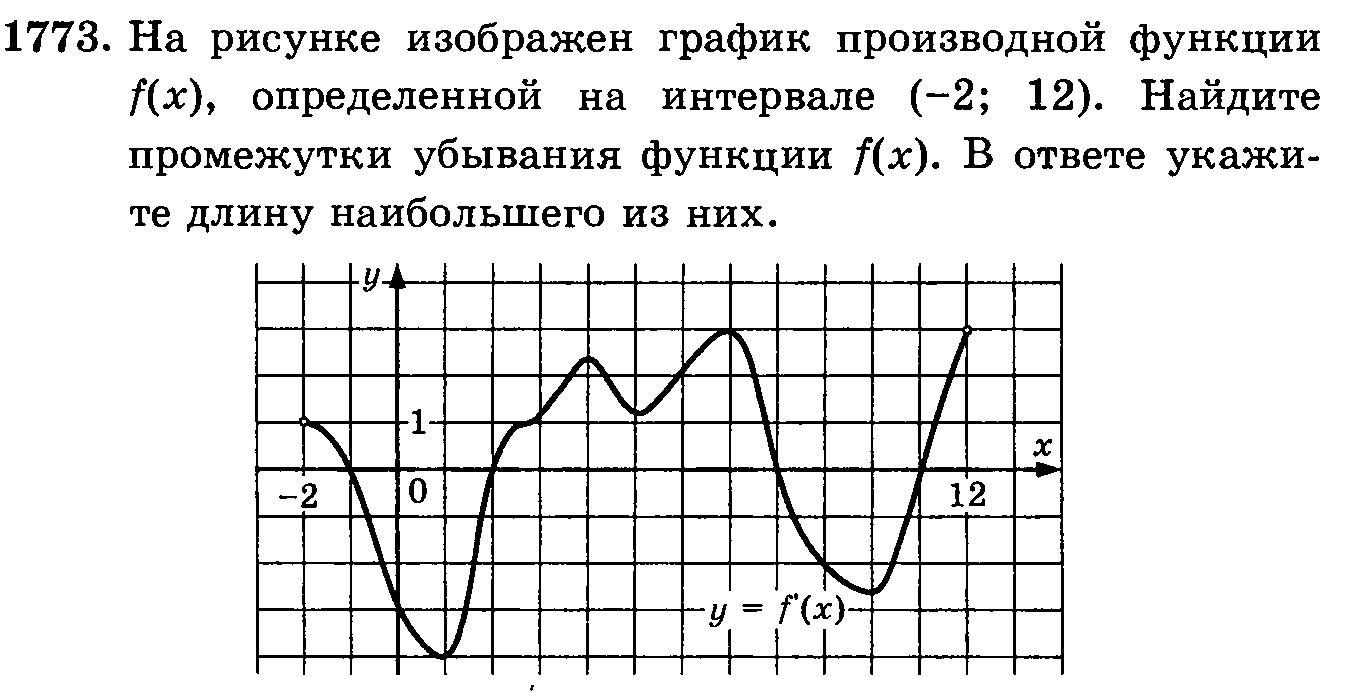 1773. На рисунке изображен график производной функции
f(x), определенной на интервале (−2; 12). Найдите
промежутки убывания функции f(x). В ответе укажи-
те длину наибольшего из них.
y
1
x
−2
0
12
y = f'(x)